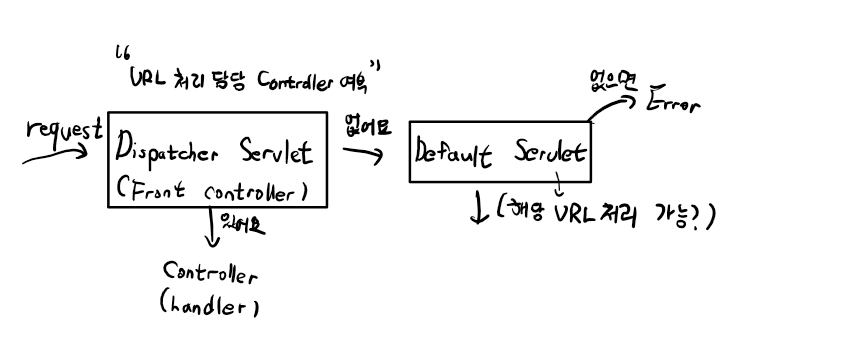 “URL 처리 담당 Controller 여부”
request
Dispatcher Servlet
(Front controller)
없어요
Default Servlet
없으면
Error
있어요
(해당 URL 처리 가능?)
Controller
(handler)